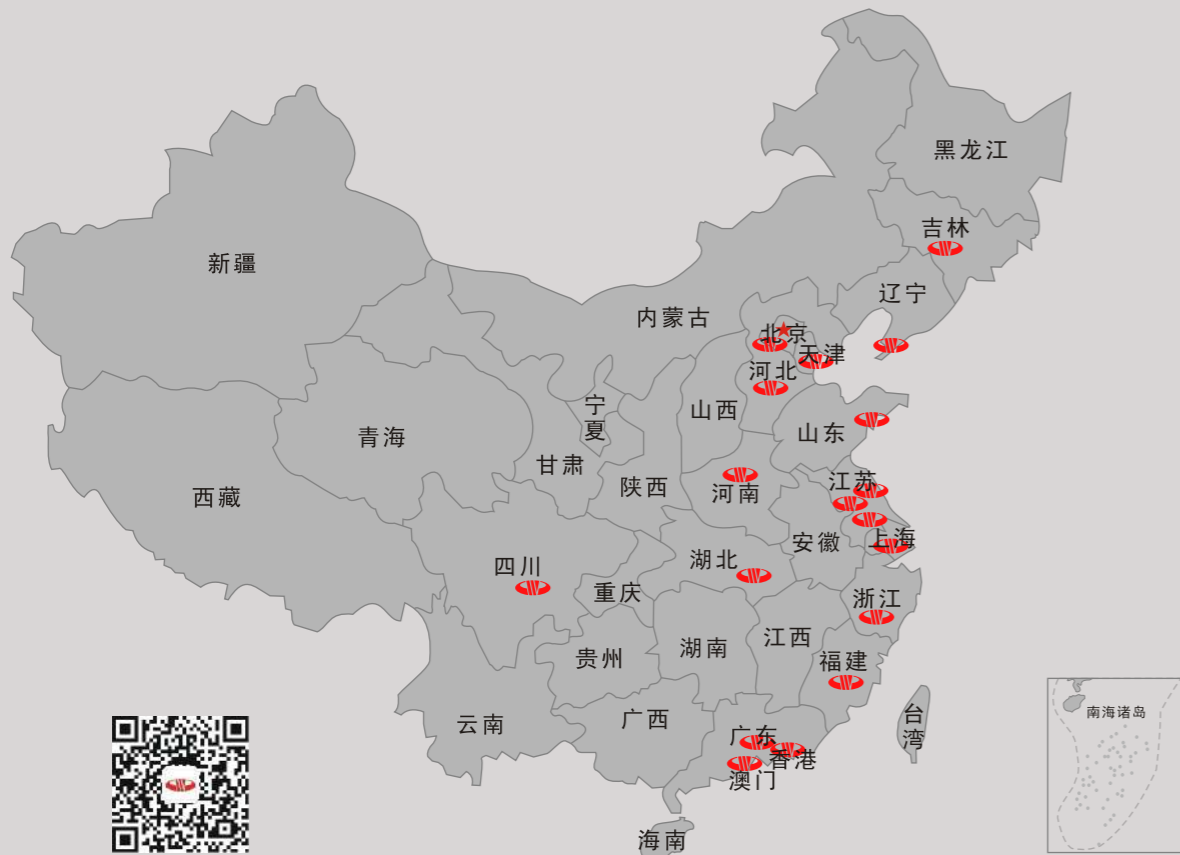 黑龙江
吉林
新疆
辽宁
内蒙古
北京
天津
河北
宁夏
山西
山东
青海
甘肃
陕西
河南
江苏
西藏
上海
安徽
湖北
四川
重庆
浙江
江西
湖南
福建
贵州
南海诸岛
广西
云南
台湾
广东
香港
澳门
海南